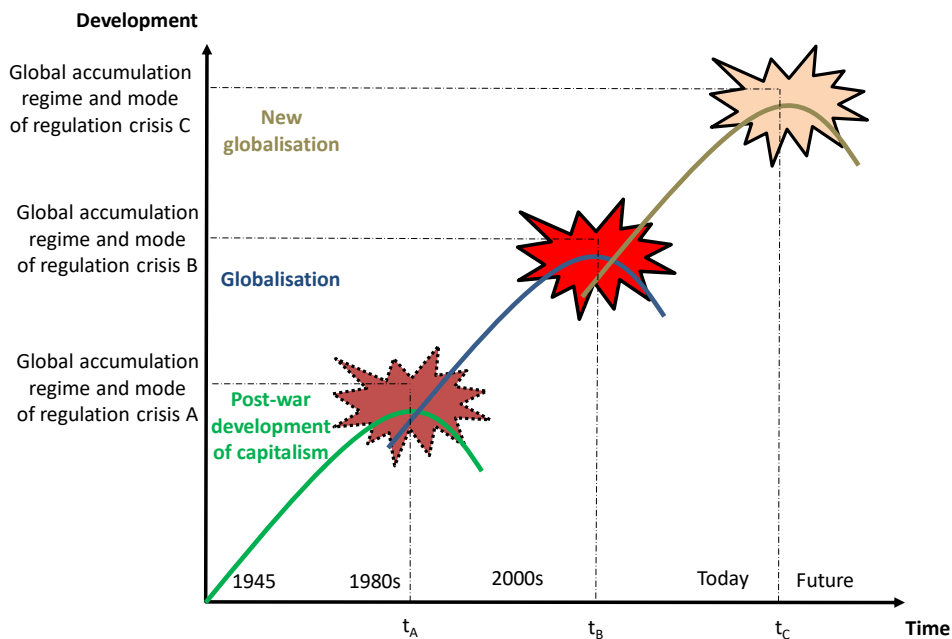 Development
Global accumulation
regime and mode
of regulation crisis C
New
globalisation
Global accumulation
regime and mode
of regulation crisis B
Globalisation
Global accumulation
regime and mode
of regulation crisis A
Post-war
development
of capitalism
1945
1980s
2000s
Today
Future
tA
tB
tC
Time